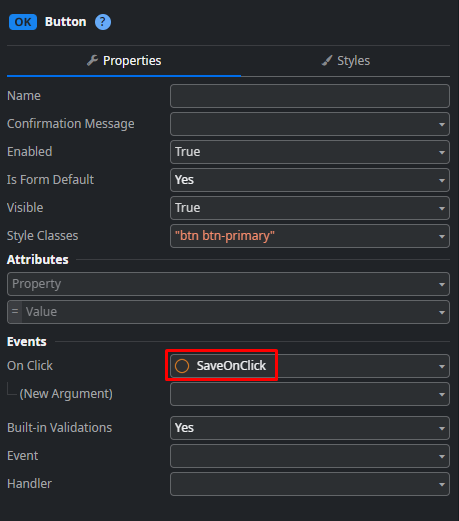 OK Button ?
Properties Styles
Name
Confirmation Message
Enabled True
Is Form Default Yes
Visible True
Style Classes "btn btn-primary"
Attributes
Property
= Value
Events
On Click SaveOnClick
(New Argument)
Built-in Validations Yes
Event
Handler